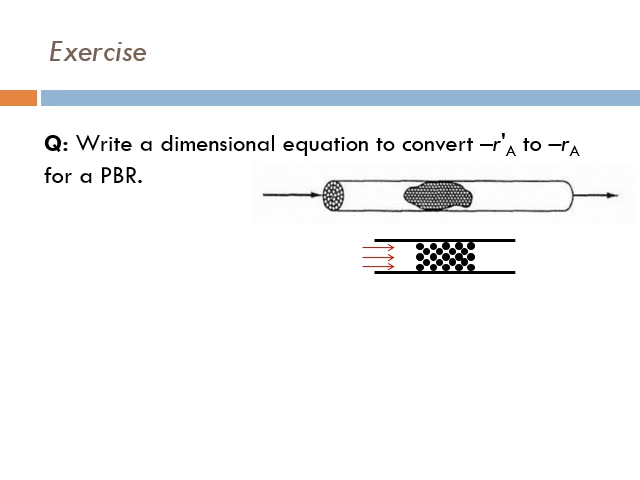 Exercise
Q: Write a dimensional equation to convert –r'A to –rA
for a PBR.